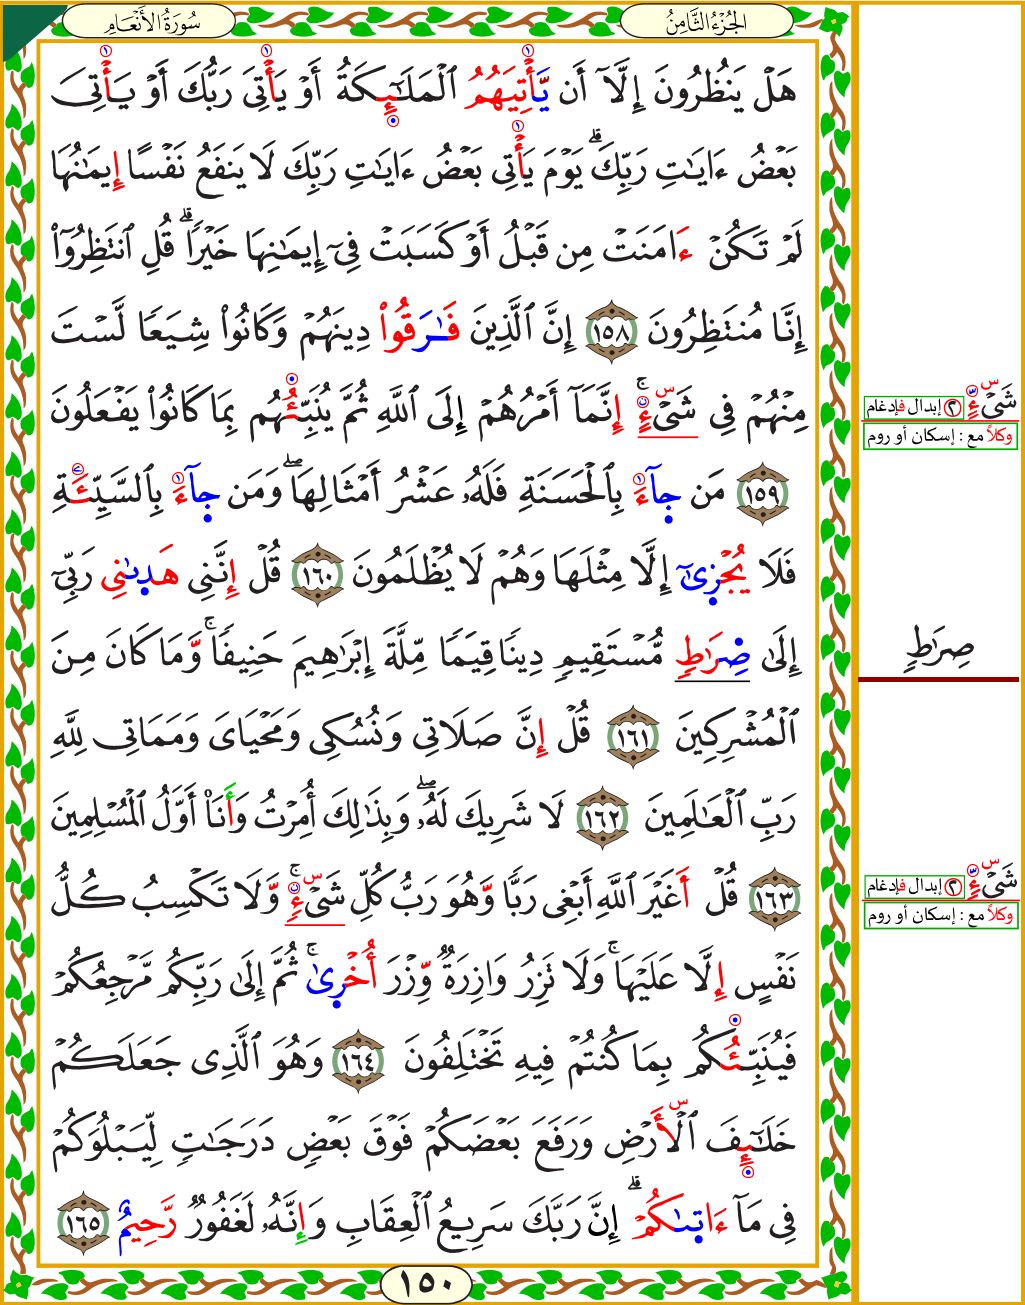 الجُزْءُ الثَّامِنُ
سُورَةُ الأَنْعَامِ
هَلْ يَنظُرُونَ إِلَّآ أَن يَّأْتِيَهُمُ ٱلْمَلَـٰٓئِكَةُ أَوْ يَأْتِىَ رَبُّكَ أَوْ يَأْتِىَ
بَعْضُ ءَايَـٰتِ رَبِّكَ ۗ يَوْمَ يَأْتِى بَعْضُ ءَايَـٰتِ رَبِّكَ لَا يَنفَعُ نَفْسًا إِيمَـٰنُهَا
لَمْ تَكُنْ ءَامَنَتْ مِن قَبْلُ أَوْ كَسَبَتْ فِىٓ إِيمَـٰنِهَا خَيْرًا ۗ قُلِ ٱنتَظِرُوٓا۟
إِنَّا مُنتَظِرُونَ ١٥٨ إِنَّ ٱلَّذِينَ فَـٰرَقُوا۟ دِينَهُمْ وَكَانُوا۟ شِيَعًا لَّسْتَ
مِنْهُمْ فِى شَىْءٍ ۚ إِنَّمَآ أَمْرُهُمْ إِلَى ٱللَّهِ ثُمَّ يُنَبِّئُهُم بِمَا كَانُوا۟ يَفْعَلُونَ
١٥٩ مَن جَآءَ بِٱلْحَسَنَةِ فَلَهُۥ عَشْرُ أَمْثَالِهَا ۖ وَمَن جَآءَ بِٱلسَّيِّئَةِ
فَلَا يُجْزَىٰٓ إِلَّا مِثْلَهَا وَهُمْ لَا يُظْلَمُونَ ١٦٠ قُلْ إِنَّنِى هَدَىٰنِى رَبِّىٓ
إِلَىٰ صِرَٰطٍ مُّسْتَقِيمٍ دِينًا قِيَمًا مِّلَّةَ إِبْرَٰهِيمَ حَنِيفًا ۚ وَّمَا كَانَ مِنَ
ٱلْمُشْرِكِينَ ١٦١ قُلْ إِنَّ صَلَاتِى وَنُسُكِى وَمَحْيَاىَ وَمَمَاتِى لِلَّهِ
رَبِّ ٱلْعَـٰلَمِينَ ١٦٢ لَا شَرِيكَ لَهُۥ ۖ وَبِذَٰلِكَ أُمِرْتُ وَأَنَا۠ أَوَّلُ ٱلْمُسْلِمِينَ
١٦٣ قُلْ أَغَيْرَ ٱللَّهِ أَبْغِى رَبًّا وَّهُوَ رَبُّ كُلِّ شَىْءٍ ۚ وَّلَا تَكْسِبُ كُلُّ
نَفْسٍ إِلَّا عَلَيْهَا ۚ وَلَا تَزِرُ وَازِرَةٌ وِّزْرَ أُخْرَىٰ ۚ ثُمَّ إِلَىٰ رَبِّكُم مَّرْجِعُكُمْ
فَيُنَبِّئُكُم بِمَا كُنتُمْ فِيهِ تَخْتَلِفُونَ ١٦٤ وَهُوَ ٱلَّذِى جَعَلَكُمْ
خَلَـٰٓئِفَ ٱلْأَرْضِ وَرَفَعَ بَعْضَكُمْ فَوْقَ بَعْضٍ دَرَجَـٰتٍ لِّيَبْلُوَكُمْ
فِى مَآ ءَاتَىٰكُمْ ۗ إِنَّ رَبَّكَ سَرِيعُ ٱلْعِقَابِ وَإِنَّهُۥ لَغَفُورٌ رَّحِيمٌ ١٦٥
١٥٠
شَىْءٍ س ٢ إبدال فإدغام
وكلاً مع : إسكان أو روم
صِرَٰطٍ
شَىْءٍ س ٢ إبدال فإدغام
وكلاً مع : إسكان أو روم